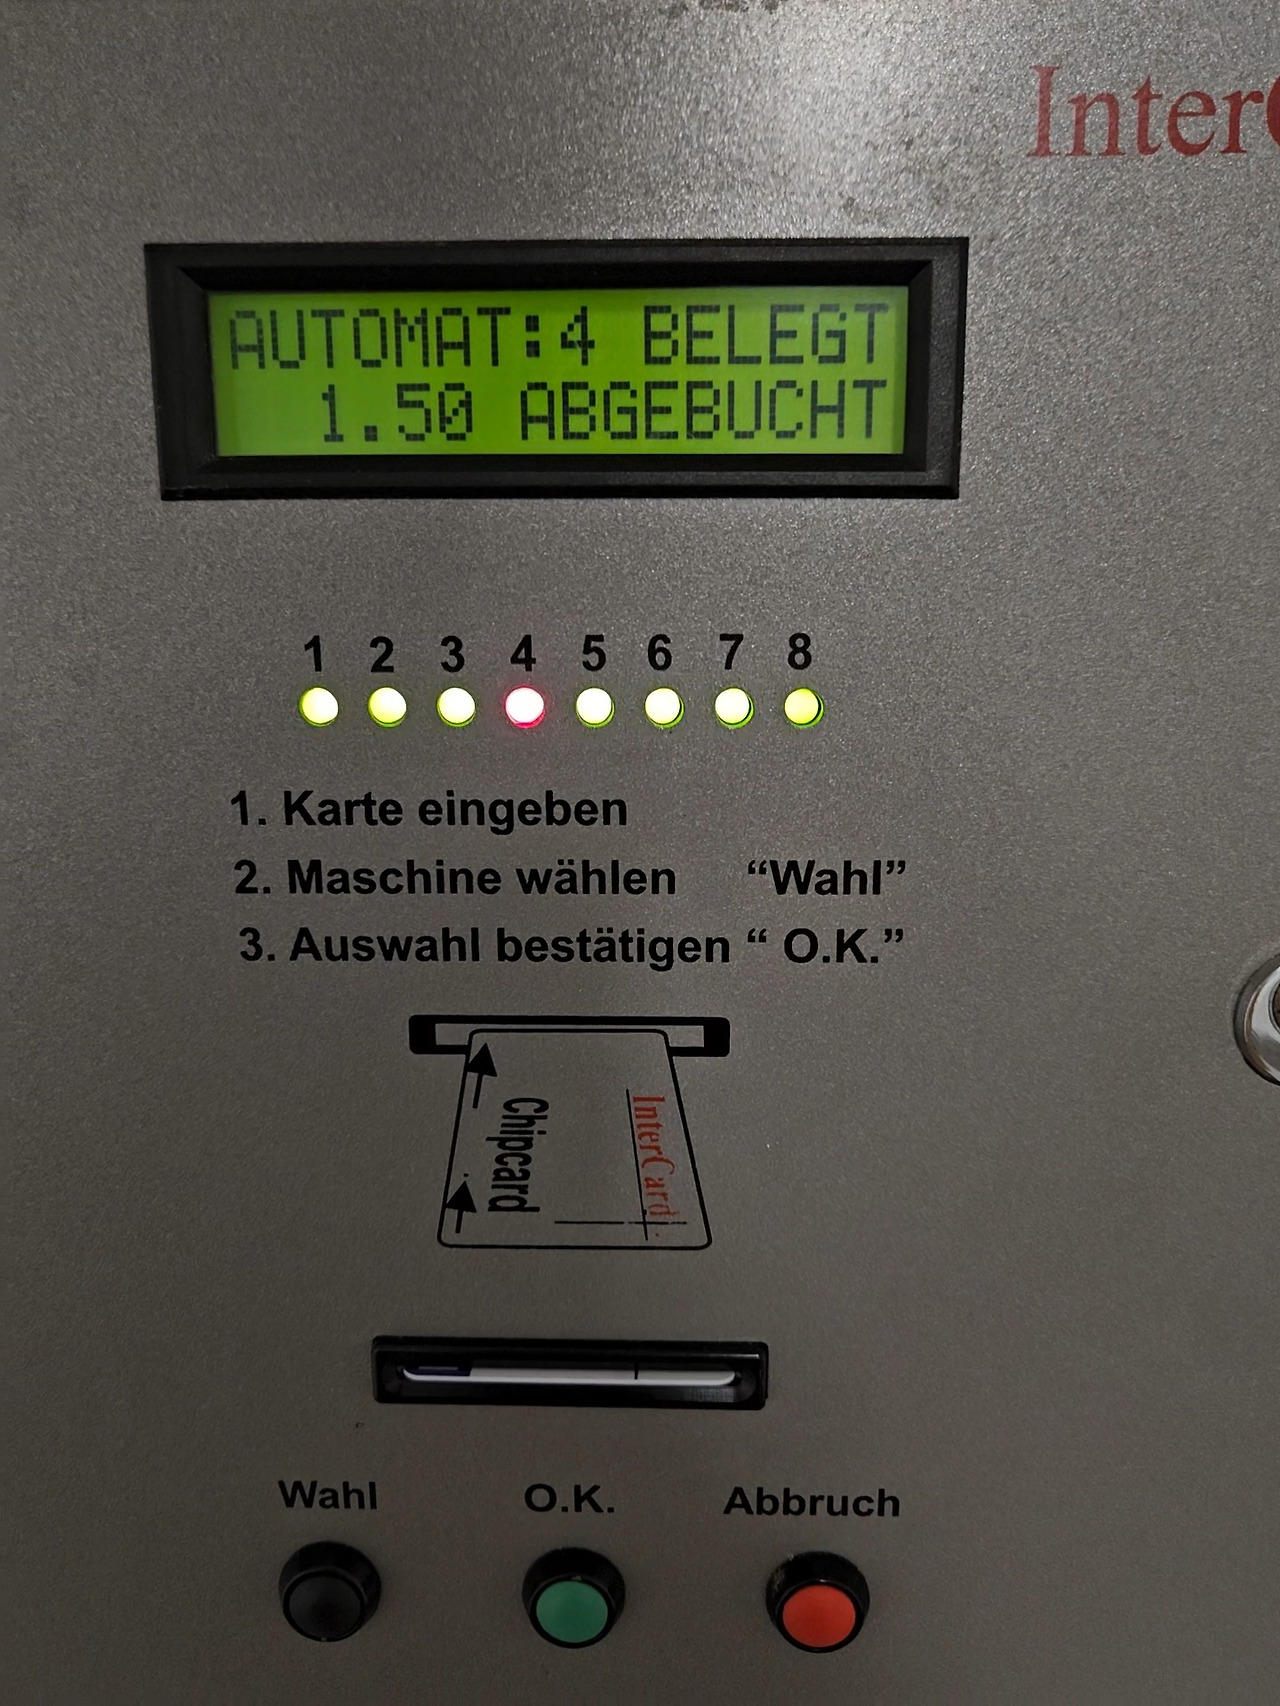 Inter
AUTOMAT:4 BELEGT
1.50 ABGEBUCHT
1 2 3 4 5 6 7 8
1. Karte eingeben
2. Maschine wählen “Wahl”
3. Auswahl bestätigen “ O.K.”
Chipcard
InterCard
Wahl O.K. Abbruch